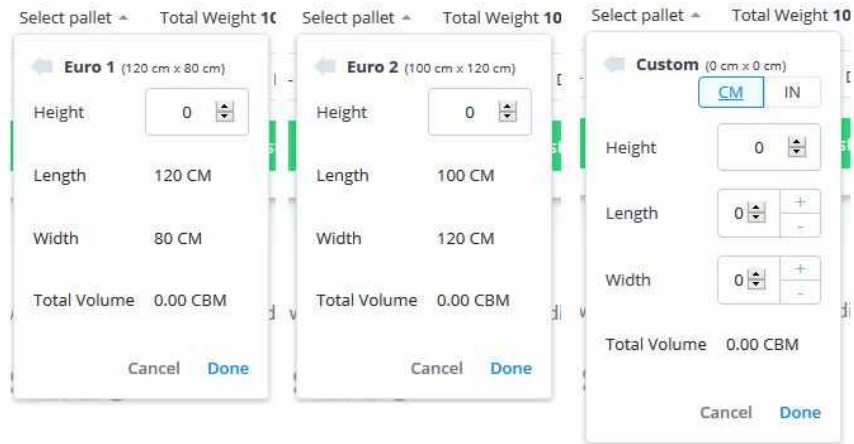 Select pallet
Total Weight 10
Euro 1 (120 cm x 80 cm)
Height 0
Length 120 CM
Width 80 CM
Total Volume 0.00 CBM
Cancel Done
Select pallet
Total Weight 10
Euro 2 (100 cm x 120 cm)
Height 0
Length 100 CM
Width 120 CM
Total Volume 0.00 CBM
Cancel Done
Select pallet
Total Weight 10
Custom (0 cm x 0 cm)
CM IN
Height 0
Length 0 + -
Width 0 + -
Total Volume 0.00 CBM
Cancel Done